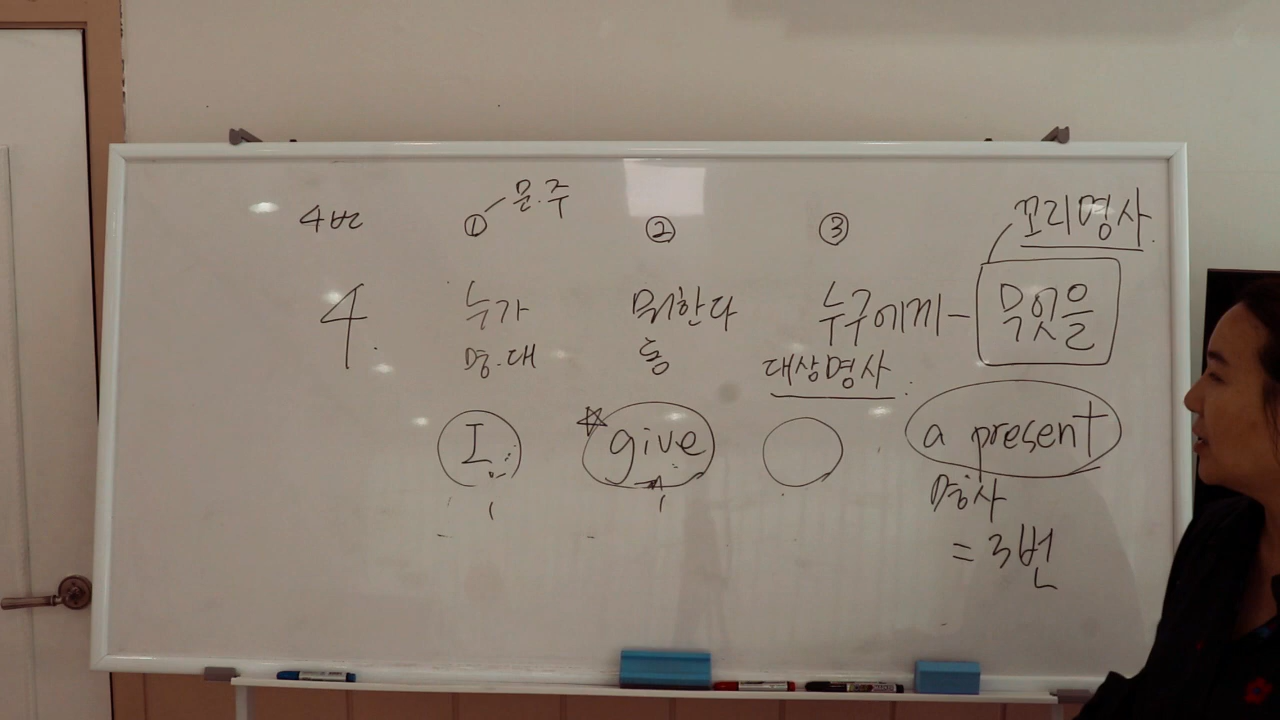 4번 ① 문.주 ② ③ 꼬리명사.
4. 누가 뭐한다 누구에게 - 무엇을
명.대 동 대상명사.
I give a present
명사
= 3번